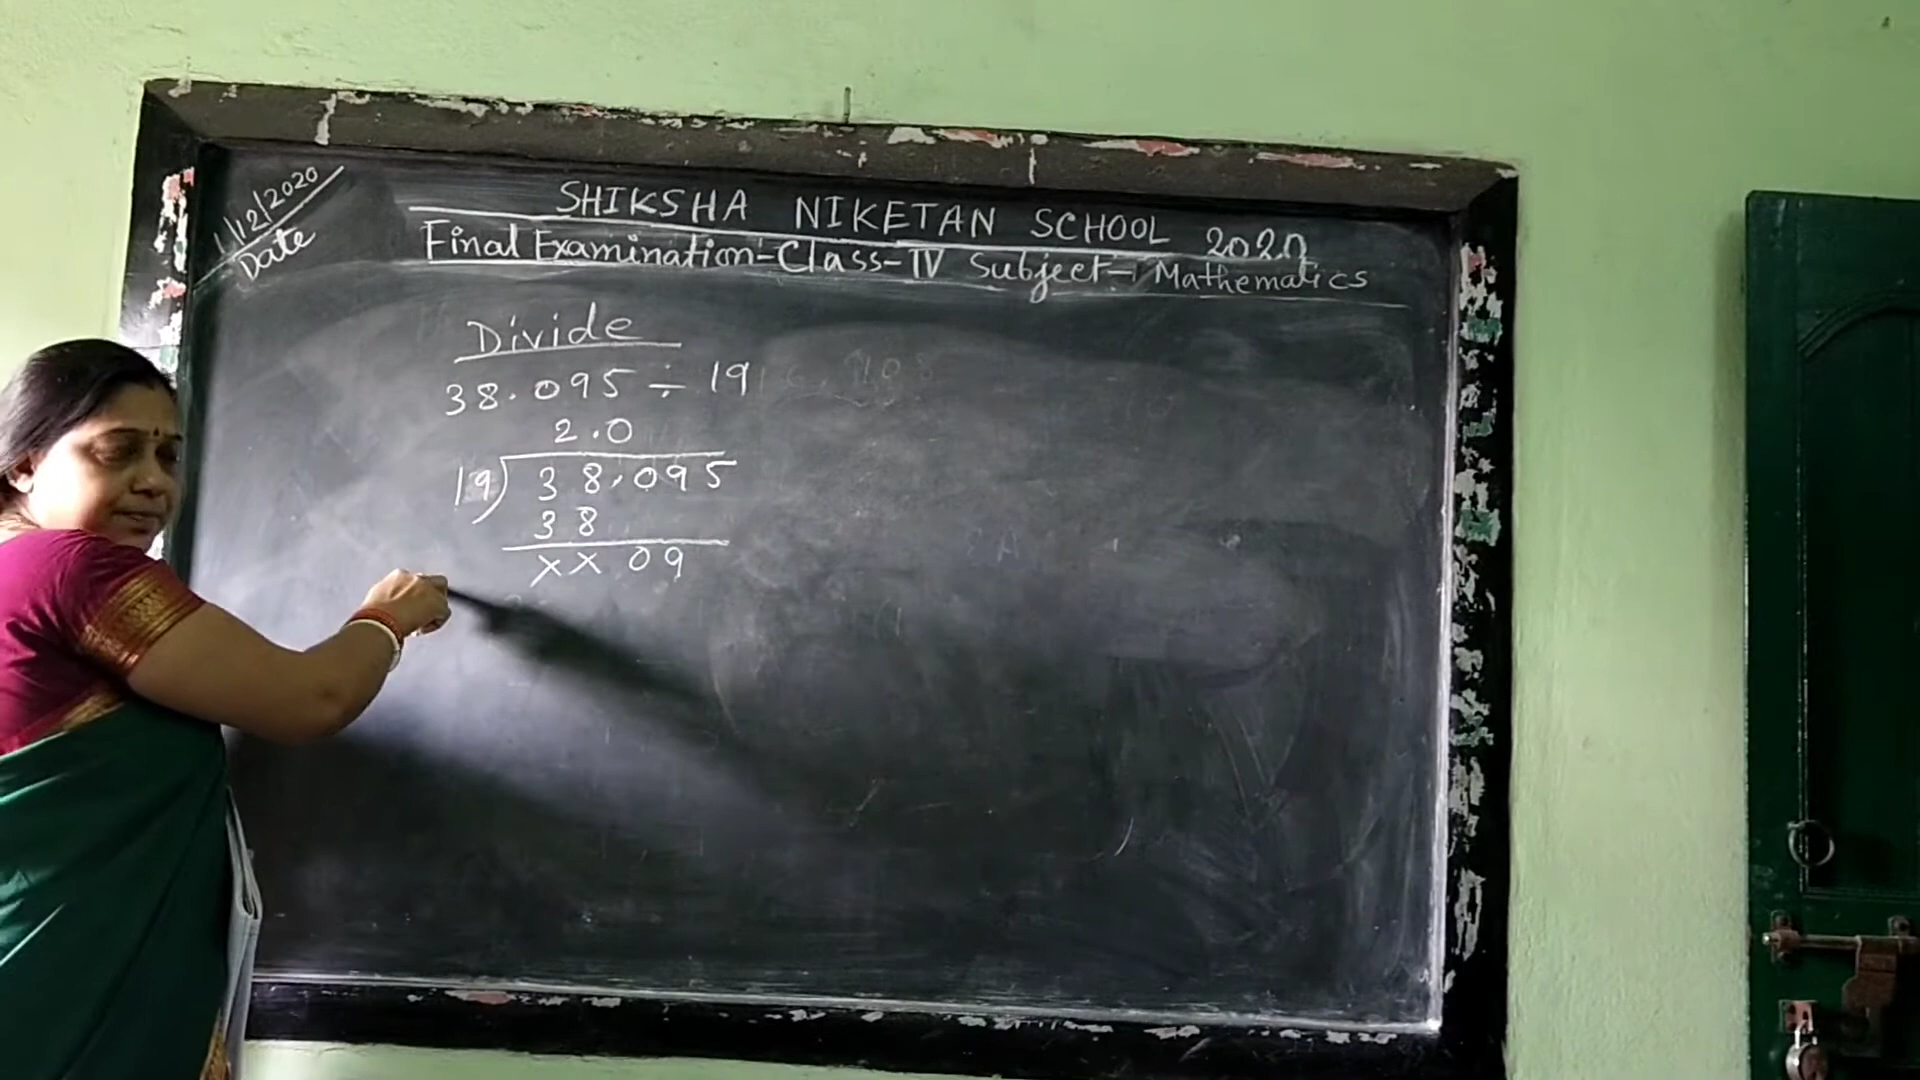 1/12/2020
Date
SHIKSHA NIKETAN SCHOOL 2020
Final Examination-Class-IV Subject:- Mathematics
Divide
38.095 ÷ 19
2.0
19) 38.095
38
xx 09